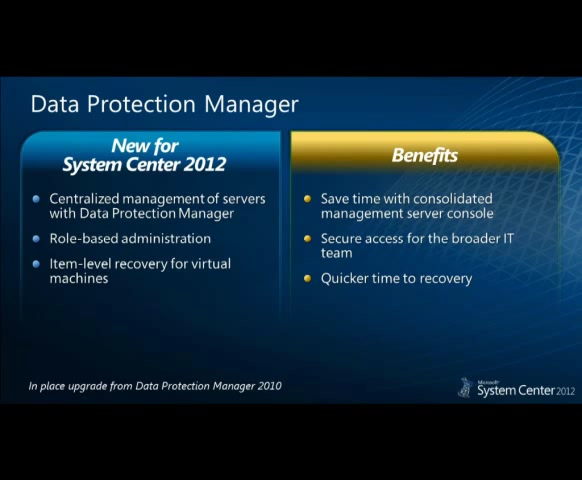 Data Protection Manager
New for
System Center 2012
Centralized management of servers
with Data Protection Manager
Role-based administration
Item-level recovery for virtual
machines
Benefits
Save time with consolidated
management server console
Secure access for the broader IT
team
Quicker time to recovery
In place upgrade from Data Protection Manager 2010
Microsoft
System Center 2012